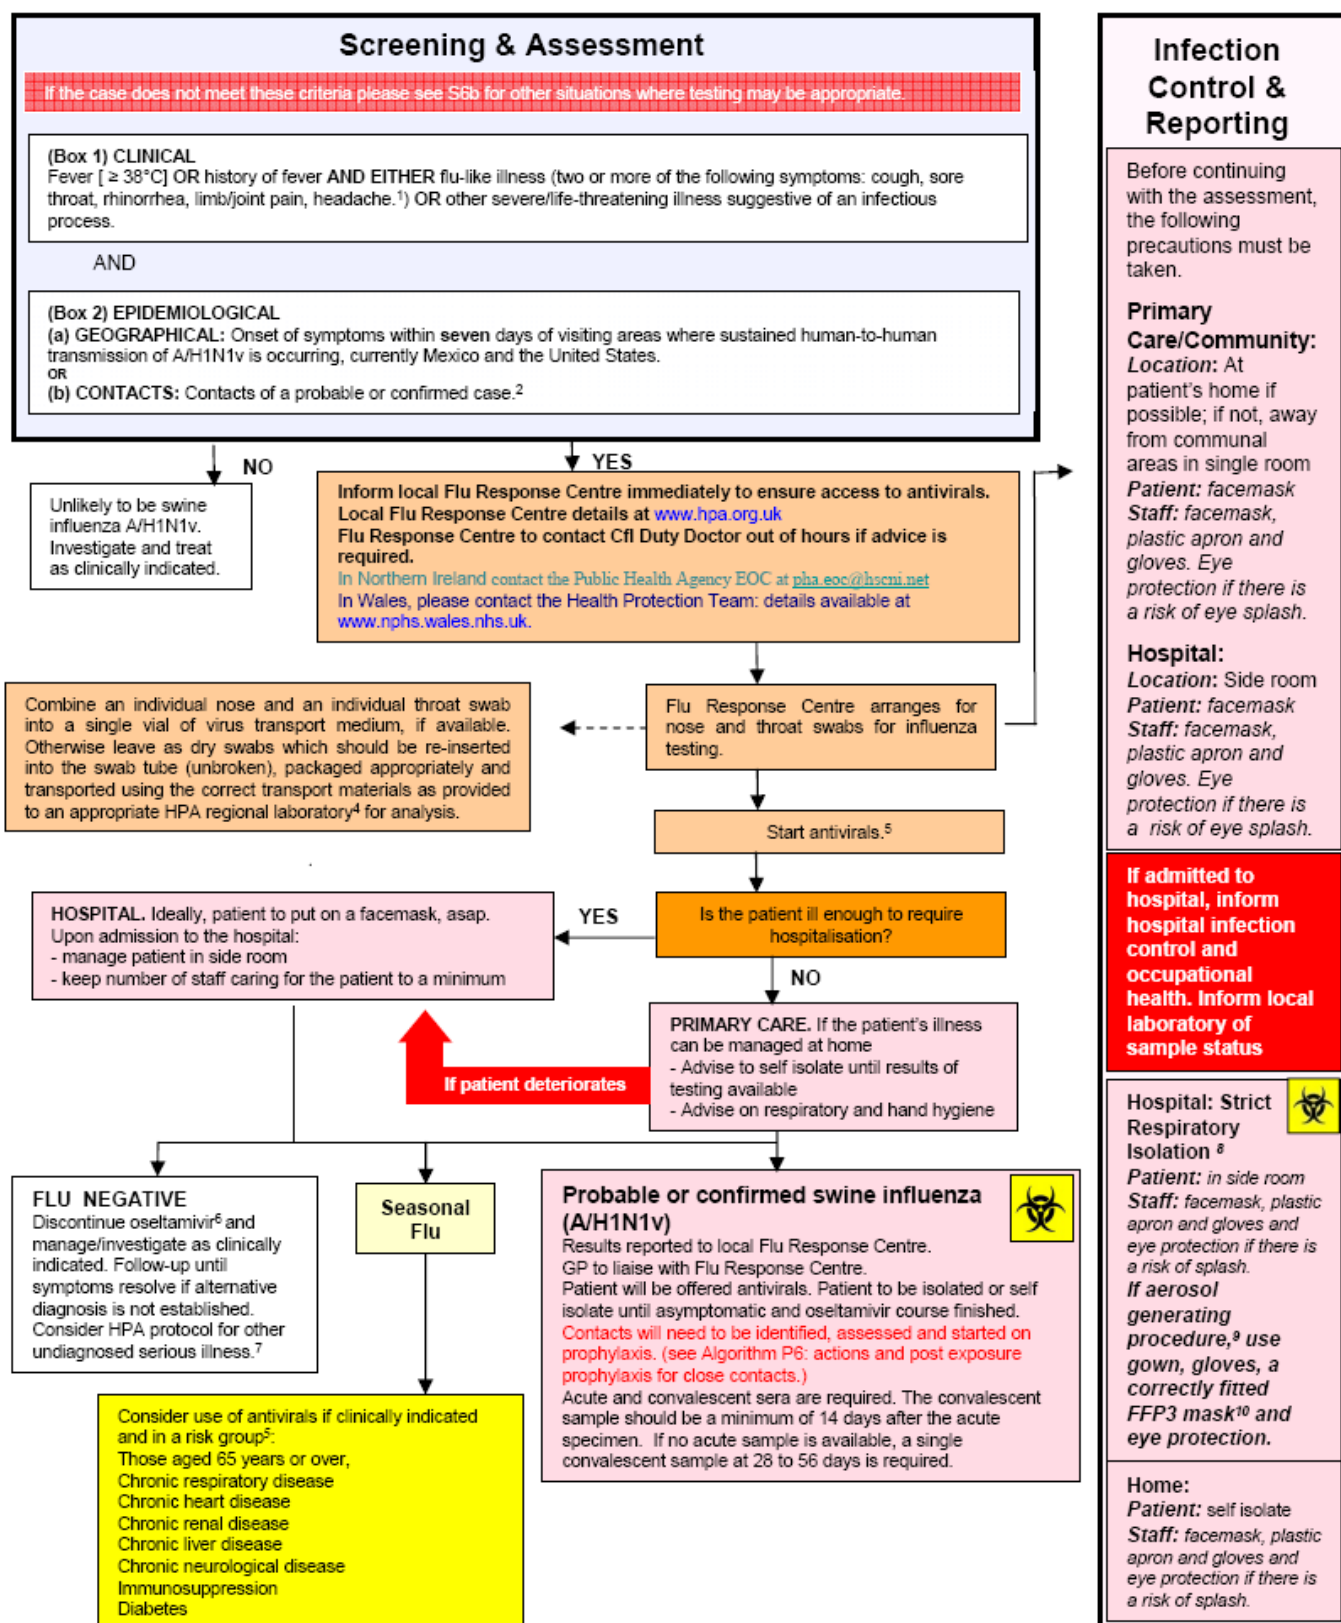 Screening & Assessment
If the case does not meet these criteria please see S6b for other situations where testing may be appropriate.
(Box 1) CLINICAL
Fever [ ≥ 38°C] OR history of fever AND EITHER flu-like illness (two or more of the following symptoms: cough, sore
throat, rhinorrhea, limb/joint pain, headache.¹) OR other severe/life-threatening illness suggestive of an infectious
process.
AND
(Box 2) EPIDEMIOLOGICAL
(a) GEOGRAPHICAL: Onset of symptoms within seven days of visiting areas where sustained human-to-human
transmission of A/H1N1v is occurring, currently Mexico and the United States.
OR
(b) CONTACTS: Contacts of a probable or confirmed case.²
NO
YES
Unlikely to be swine
influenza A/H1N1v.
Investigate and treat
as clinically indicated.
Inform local Flu Response Centre immediately to ensure access to antivirals.
Local Flu Response Centre details at www.hpa.org.uk
Flu Response Centre to contact CfI Duty Doctor out of hours if advice is
required.
In Northern Ireland contact the Public Health Agency EOC at pha.eoc@hscni.net
In Wales, please contact the Health Protection Team: details available at
www.nphs.wales.nhs.uk.
Combine an individual nose and an individual throat swab
into a single vial of virus transport medium, if available.
Otherwise leave as dry swabs which should be re-inserted
into the swab tube (unbroken), packaged appropriately and
transported using the correct transport materials as provided
to an appropriate HPA regional laboratory⁴ for analysis.
Flu Response Centre arranges for
nose and throat swabs for influenza
testing.
Start antivirals.⁵
HOSPITAL. Ideally, patient to put on a facemask, asap.
Upon admission to the hospital:
- manage patient in side room
- keep number of staff caring for the patient to a minimum
YES
Is the patient ill enough to require
hospitalisation?
NO
PRIMARY CARE. If the patient's illness
can be managed at home
- Advise to self isolate until results of
testing available
- Advise on respiratory and hand hygiene
If patient deteriorates
FLU NEGATIVE
Discontinue oseltamivir⁶ and
manage/investigate as clinically
indicated. Follow-up until
symptoms resolve if alternative
diagnosis is not established.
Consider HPA protocol for other
undiagnosed serious illness.⁷
Seasonal
Flu
Probable or confirmed swine influenza
(A/H1N1v)
Results reported to local Flu Response Centre.
GP to liaise with Flu Response Centre.
Patient will be offered antivirals. Patient to be isolated or self
isolate until asymptomatic and oseltamivir course finished.
Contacts will need to be identified, assessed and started on
prophylaxis. (see Algorithm P6: actions and post exposure
prophylaxis for close contacts.)
Acute and convalescent sera are required. The convalescent
sample should be a minimum of 14 days after the acute
specimen. If no acute sample is available, a single
convalescent sample at 28 to 56 days is required.
Consider use of antivirals if clinically indicated
and in a risk group⁵:
Those aged 65 years or over,
Chronic respiratory disease
Chronic heart disease
Chronic renal disease
Chronic liver disease
Chronic neurological disease
Immunosuppression
Diabetes
Infection
Control &
Reporting
Before continuing
with the assessment,
the following
precautions must be
taken.
Primary
Care/Community:
Location: At
patient's home if
possible; if not, away
from communal
areas in single room
Patient: facemask
Staff: facemask,
plastic apron and
gloves. Eye
protection if there is
a risk of eye splash.
Hospital:
Location: Side room
Patient: facemask
Staff: facemask,
plastic apron and
gloves. Eye
protection if there is
a risk of eye splash.
If admitted to
hospital, inform
hospital infection
control and
occupational
health. Inform local
laboratory of
sample status
Hospital: Strict
Respiratory
Isolation ⁸
Patient: in side room
Staff: facemask, plastic
apron and gloves and
eye protection if there is
a risk of splash.
If aerosol
generating
procedure,⁹ use
gown, gloves, a
correctly fitted
FFP3 mask¹⁰ and
eye protection.
Home:
Patient: self isolate
Staff: facemask, plastic
apron and gloves and
eye protection if there is
a risk of splash.